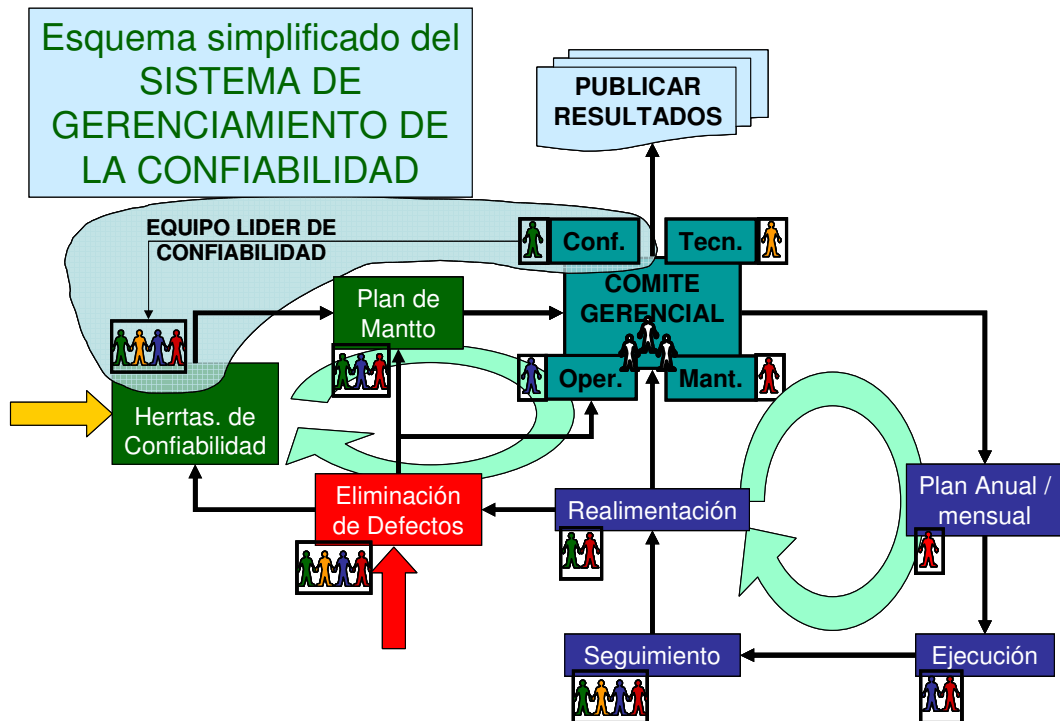 Esquema simplificado del
SISTEMA DE
GERENCIAMIENTO DE
LA CONFIABILIDAD
PUBLICAR
RESULTADOS
EQUIPO LIDER DE
CONFIABILIDAD
Conf.
Tecn.
COMITE
GERENCIAL
Oper.
Mant.
Plan de
Mantto
Herrtas. de
Confiabilidad
Eliminación
de Defectos
Realimentación
Plan Anual /
mensual
Seguimiento
Ejecución